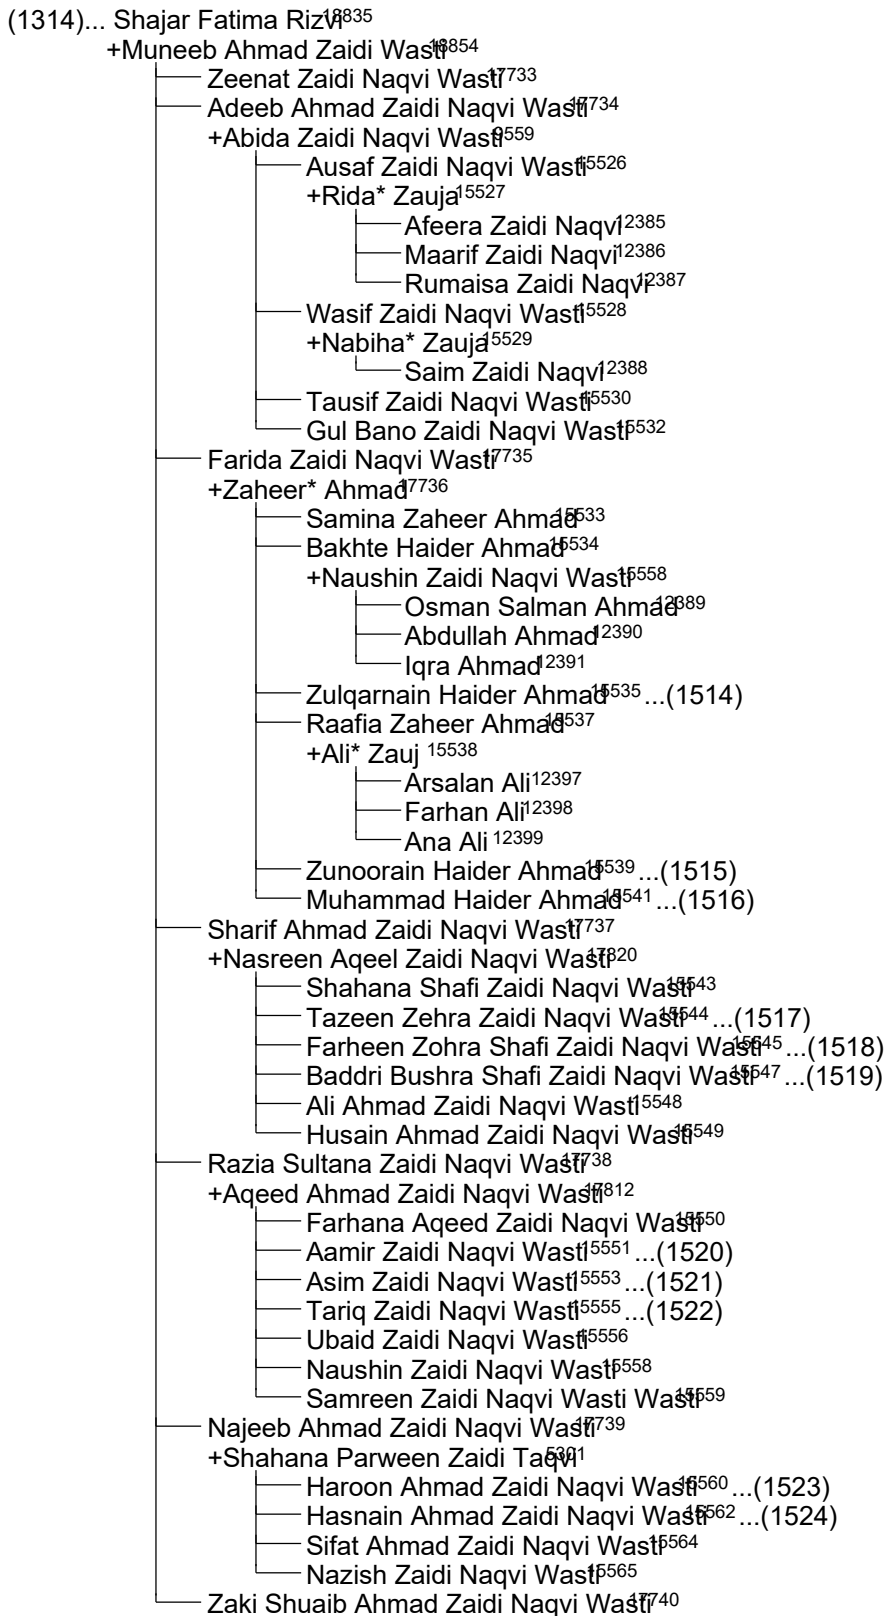 (1314)... Shajar Fatima Rizvi18835
+Muneeb Ahmad Zaidi Wasti18854
Zeenat Zaidi Naqvi Wasti17733
Adeeb Ahmad Zaidi Naqvi Wasti17734
+Abida Zaidi Naqvi Wasti9559
Ausaf Zaidi Naqvi Wasti15526
+Rida* Zauja15527
Afeera Zaidi Naqvi12385
Maarif Zaidi Naqvi12386
Rumaisa Zaidi Naqvi12387
Wasif Zaidi Naqvi Wasti15528
+Nabiha* Zauja15529
Saim Zaidi Naqvi12388
Tausif Zaidi Naqvi Wasti15530
Gul Bano Zaidi Naqvi Wasti15532
Farida Zaidi Naqvi Wasti17735
+Zaheer* Ahmad17736
Samina Zaheer Ahmad15533
Bakhte Haider Ahmad15534
+Naushin Zaidi Naqvi Wasti15558
Osman Salman Ahmad12389
Abdullah Ahmad12390
Iqra Ahmad12391
Zulqarnain Haider Ahmad15535 ...(1514)
Raafia Zaheer Ahmad15537
+Ali* Zauj 15538
Arsalan Ali12397
Farhan Ali12398
Ana Ali 12399
Zunoorain Haider Ahmad15539 ...(1515)
Muhammad Haider Ahmad15541 ...(1516)
Sharif Ahmad Zaidi Naqvi Wasti17737
+Nasreen Aqeel Zaidi Naqvi Wasti17820
Shahana Shafi Zaidi Naqvi Wasti15543
Tazeen Zehra Zaidi Naqvi Wasti15544 ...(1517)
Farheen Zohra Shafi Zaidi Naqvi Wasti15545 ...(1518)
Baddri Bushra Shafi Zaidi Naqvi Wasti15547 ...(1519)
Ali Ahmad Zaidi Naqvi Wasti15548
Husain Ahmad Zaidi Naqvi Wasti15549
Razia Sultana Zaidi Naqvi Wasti17738
+Aqeed Ahmad Zaidi Naqvi Wasti17812
Farhana Aqeed Zaidi Naqvi Wasti15550
Aamir Zaidi Naqvi Wasti15551 ...(1520)
Asim Zaidi Naqvi Wasti15553 ...(1521)
Tariq Zaidi Naqvi Wasti15555 ...(1522)
Ubaid Zaidi Naqvi Wasti15556
Naushin Zaidi Naqvi Wasti15558
Samreen Zaidi Naqvi Wasti Wasti15559
Najeeb Ahmad Zaidi Naqvi Wasti17739
+Shahana Parween Zaidi Taqvi5301
Haroon Ahmad Zaidi Naqvi Wasti15560 ...(1523)
Hasnain Ahmad Zaidi Naqvi Wasti15562 ...(1524)
Sifat Ahmad Zaidi Naqvi Wasti15564
Nazish Zaidi Naqvi Wasti15565
Zaki Shuaib Ahmad Zaidi Naqvi Wasti17740